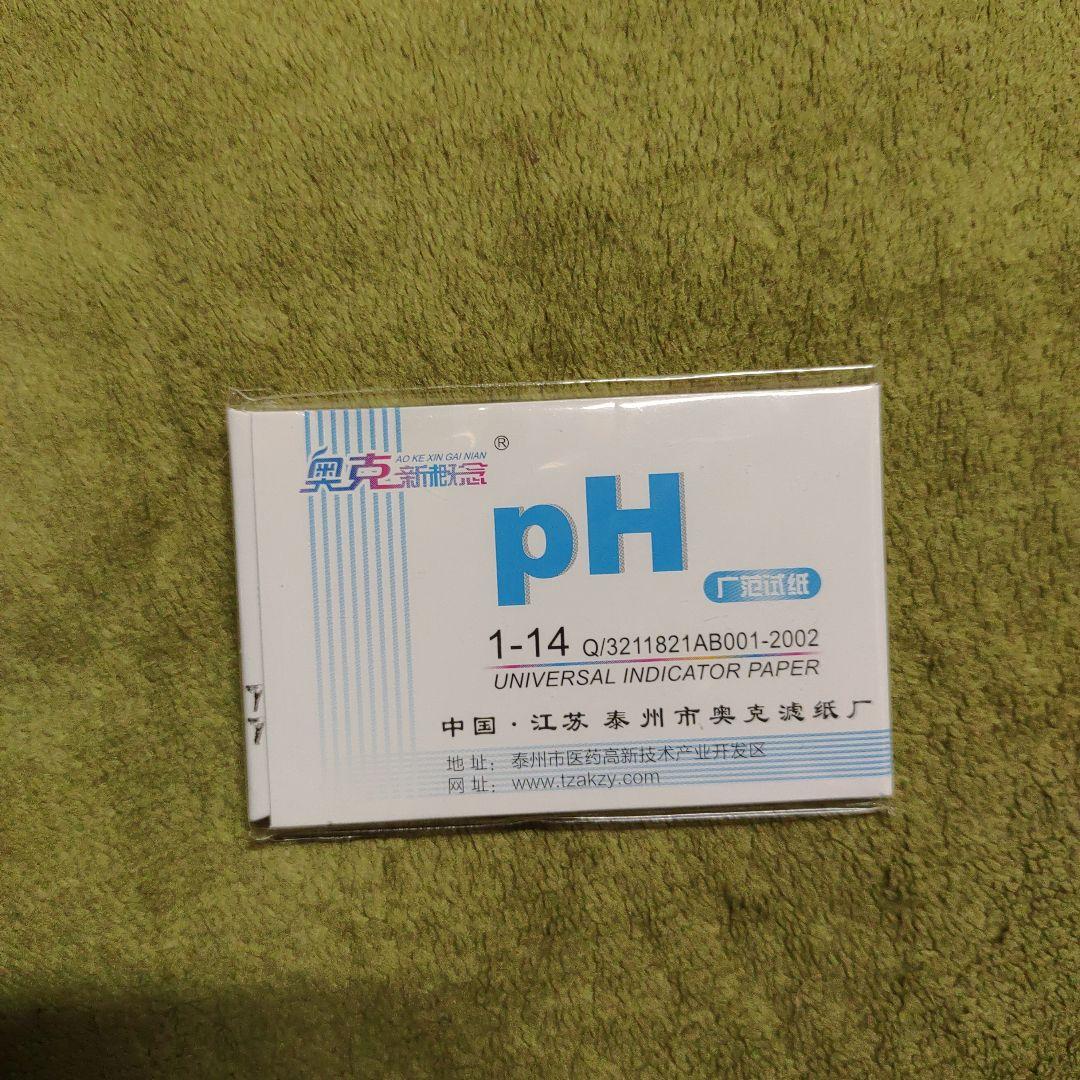 AO KE XIN GAI NIAN ®
奥克新概念
pH
广范试纸
1-14 Q/3211821AB001-2002
UNIVERSAL INDICATOR PAPER
中国·江苏 泰州市奥克滤纸厂
地址：泰州市医药高新技术产业开发区
网址：www.tzakzy.com